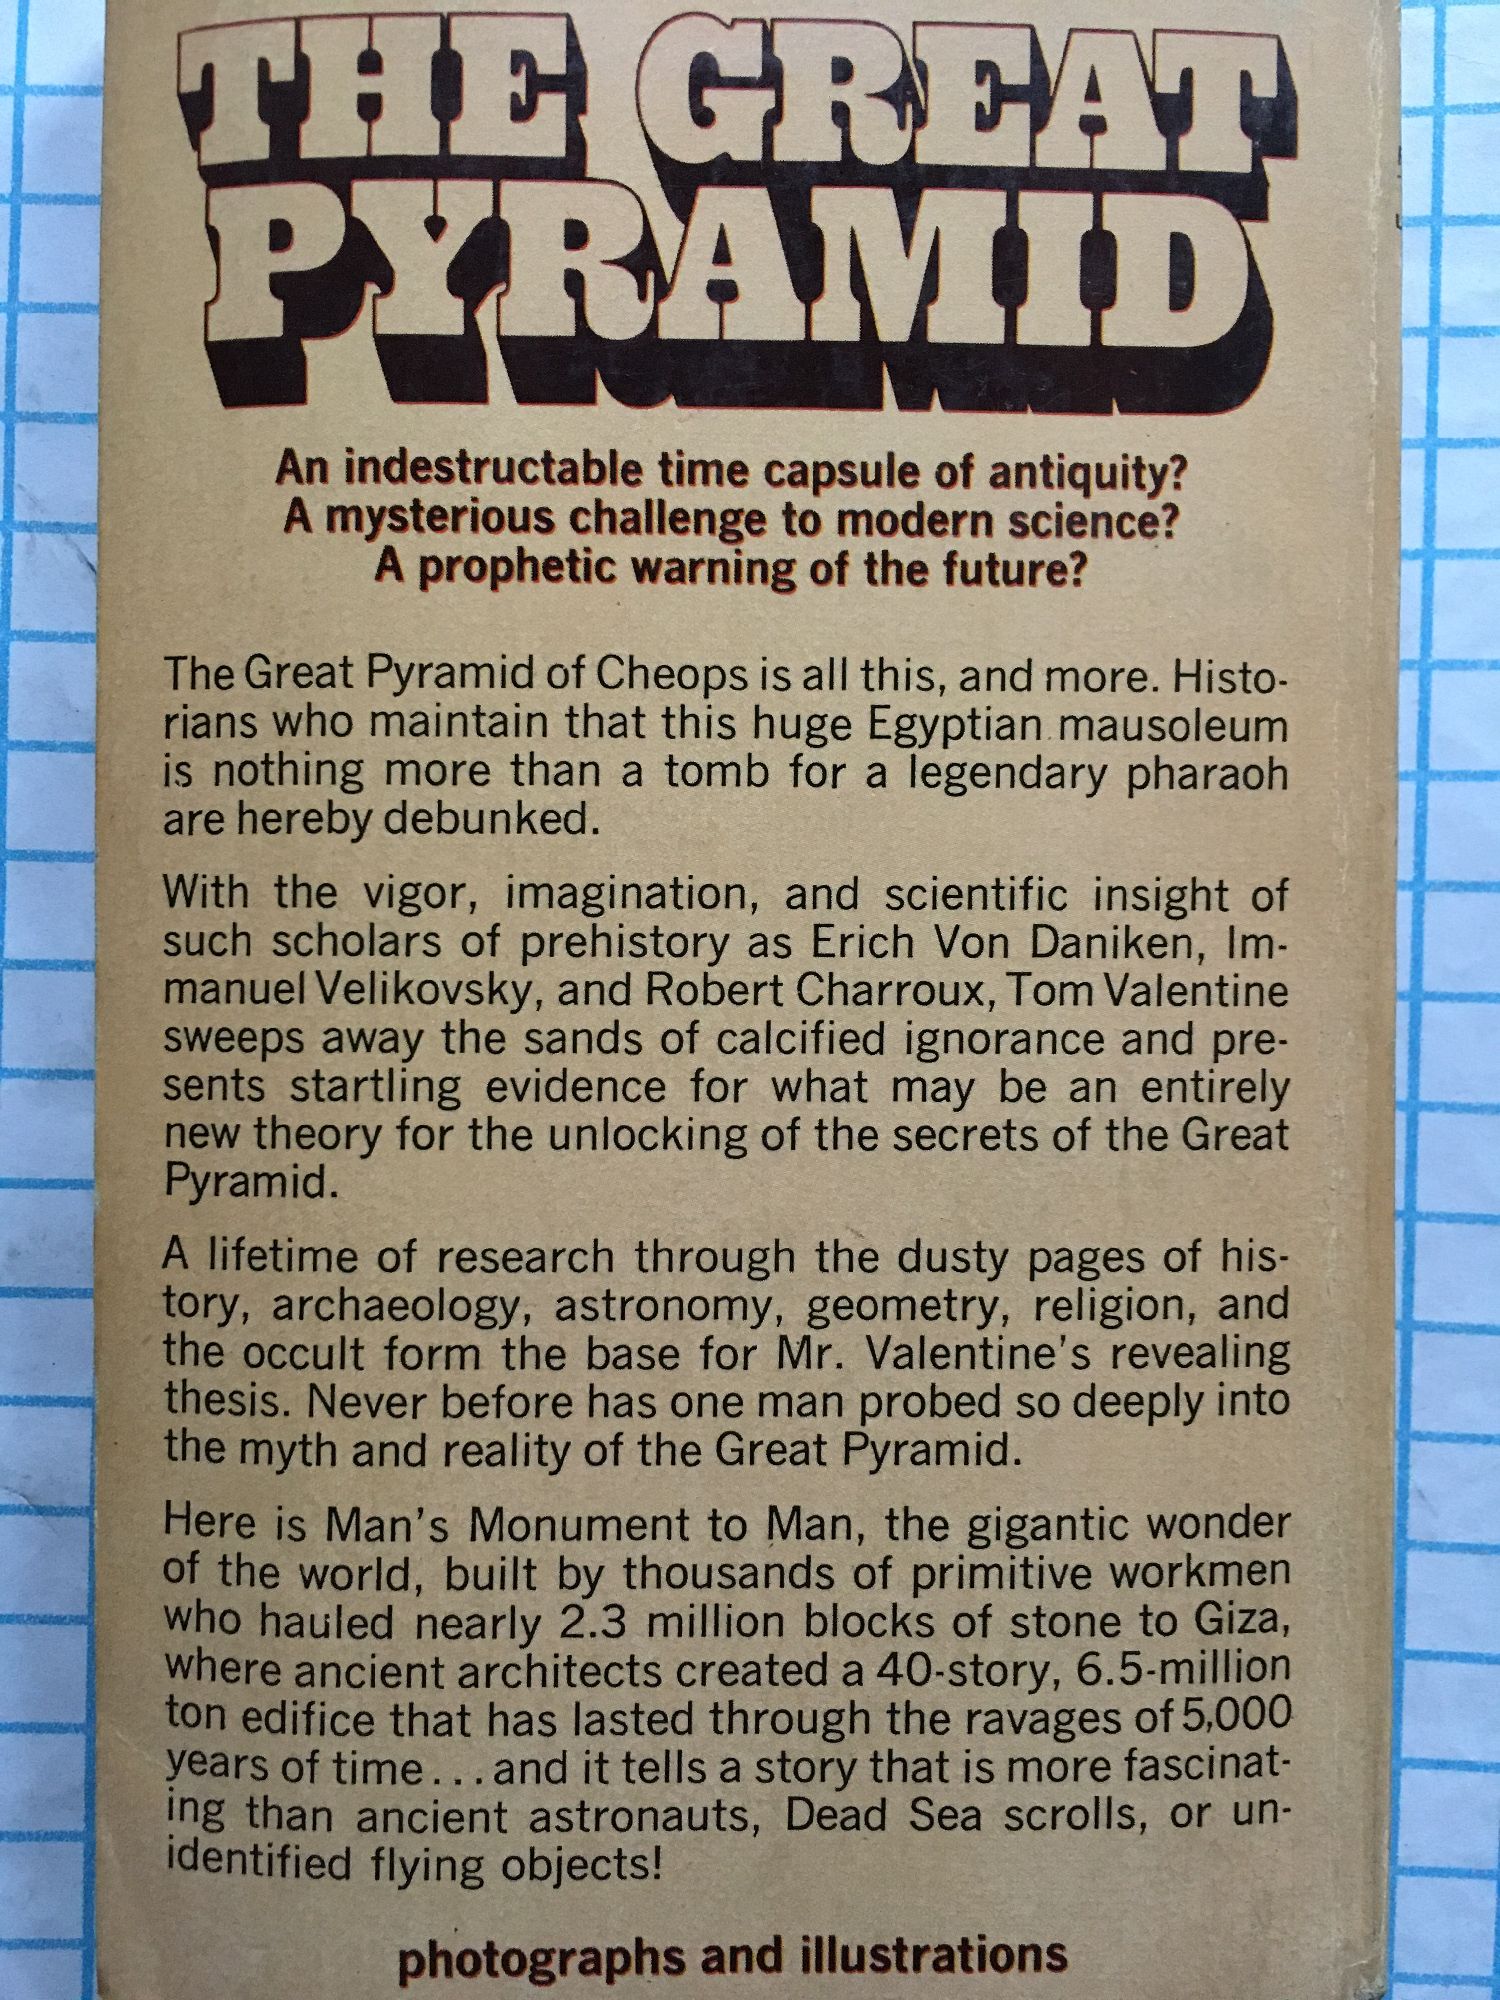 THE GREAT
PYRAMID
An indestructable time capsule of antiquity?
A mysterious challenge to modern science?
A prophetic warning of the future?
The Great Pyramid of Cheops is all this, and more. Histo-
rians who maintain that this huge Egyptian mausoleum
is nothing more than a tomb for a legendary pharaoh
are hereby debunked.
With the vigor, imagination, and scientific insight of
such scholars of prehistory as Erich Von Daniken, Im-
manuel Velikovsky, and Robert Charroux, Tom Valentine
sweeps away the sands of calcified ignorance and pre-
sents startling evidence for what may be an entirely
new theory for the unlocking of the secrets of the Great
Pyramid.
A lifetime of research through the dusty pages of his-
tory, archaeology, astronomy, geometry, religion, and
the occult form the base for Mr. Valentine's revealing
thesis. Never before has one man probed so deeply into
the myth and reality of the Great Pyramid.
Here is Man's Monument to Man, the gigantic wonder
of the world, built by thousands of primitive workmen
who hauled nearly 2.3 million blocks of stone to Giza,
where ancient architects created a 40-story, 6.5-million
ton edifice that has lasted through the ravages of 5,000
years of time...and it tells a story that is more fascinat-
ing than ancient astronauts, Dead Sea scrolls, or un-
identified flying objects!
photographs and illustrations